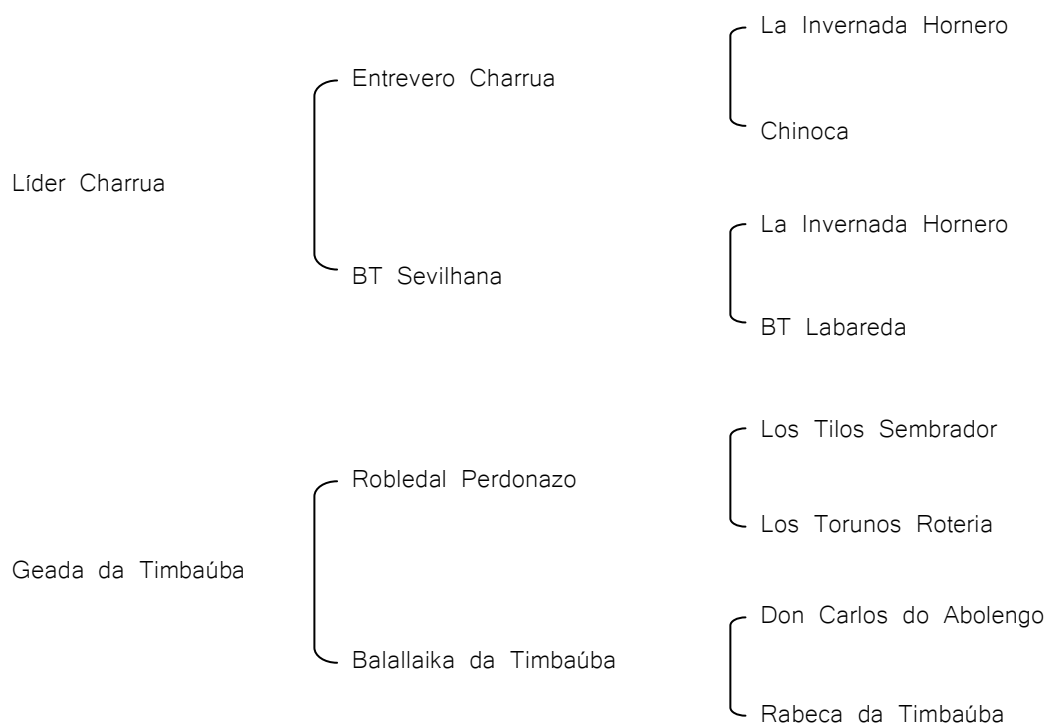 La Invernada Hornero
Entrevero Charrua
Chinoca
Líder Charrua
La Invernada Hornero
BT Sevilhana
BT Labareda
Los Tilos Sembrador
Robledal Perdonazo
Los Torunos Roteria
Geada da Timbaúba
Don Carlos do Abolengo
Balallaika da Timbaúba
Rabeca da Timbaúba